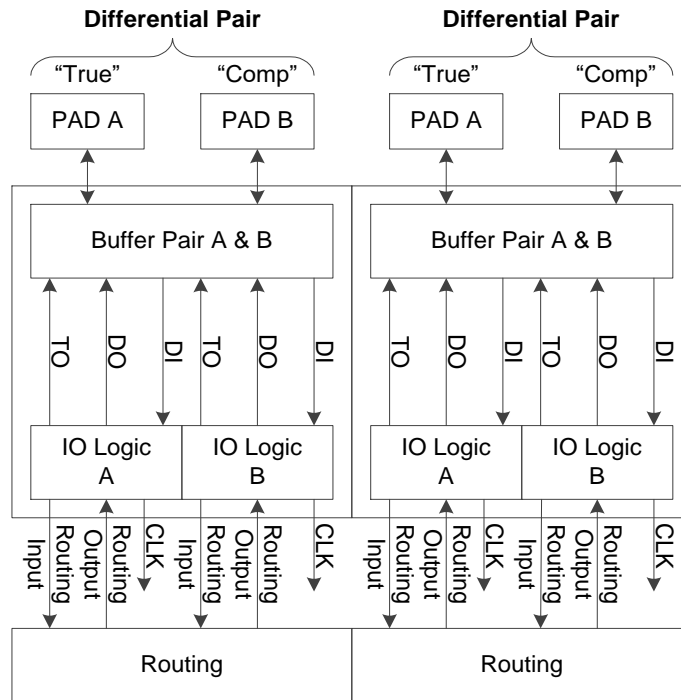 Differential Pair
Differential Pair
“True”
“Comp”
“True”
“Comp”
PAD A
PAD B
PAD A
PAD B
Buffer Pair A & B
Buffer Pair A & B
TO
DO
DI
TO
DO
DI
TO
DO
DI
TO
DO
DI
IO Logic
A
IO Logic
B
IO Logic
A
IO Logic
B
Routing
Input
Routing
Output
CLK
Routing
Input
Routing
Output
CLK
Routing
Input
Routing
Output
CLK
Routing
Input
Routing
Output
CLK
Routing
Routing